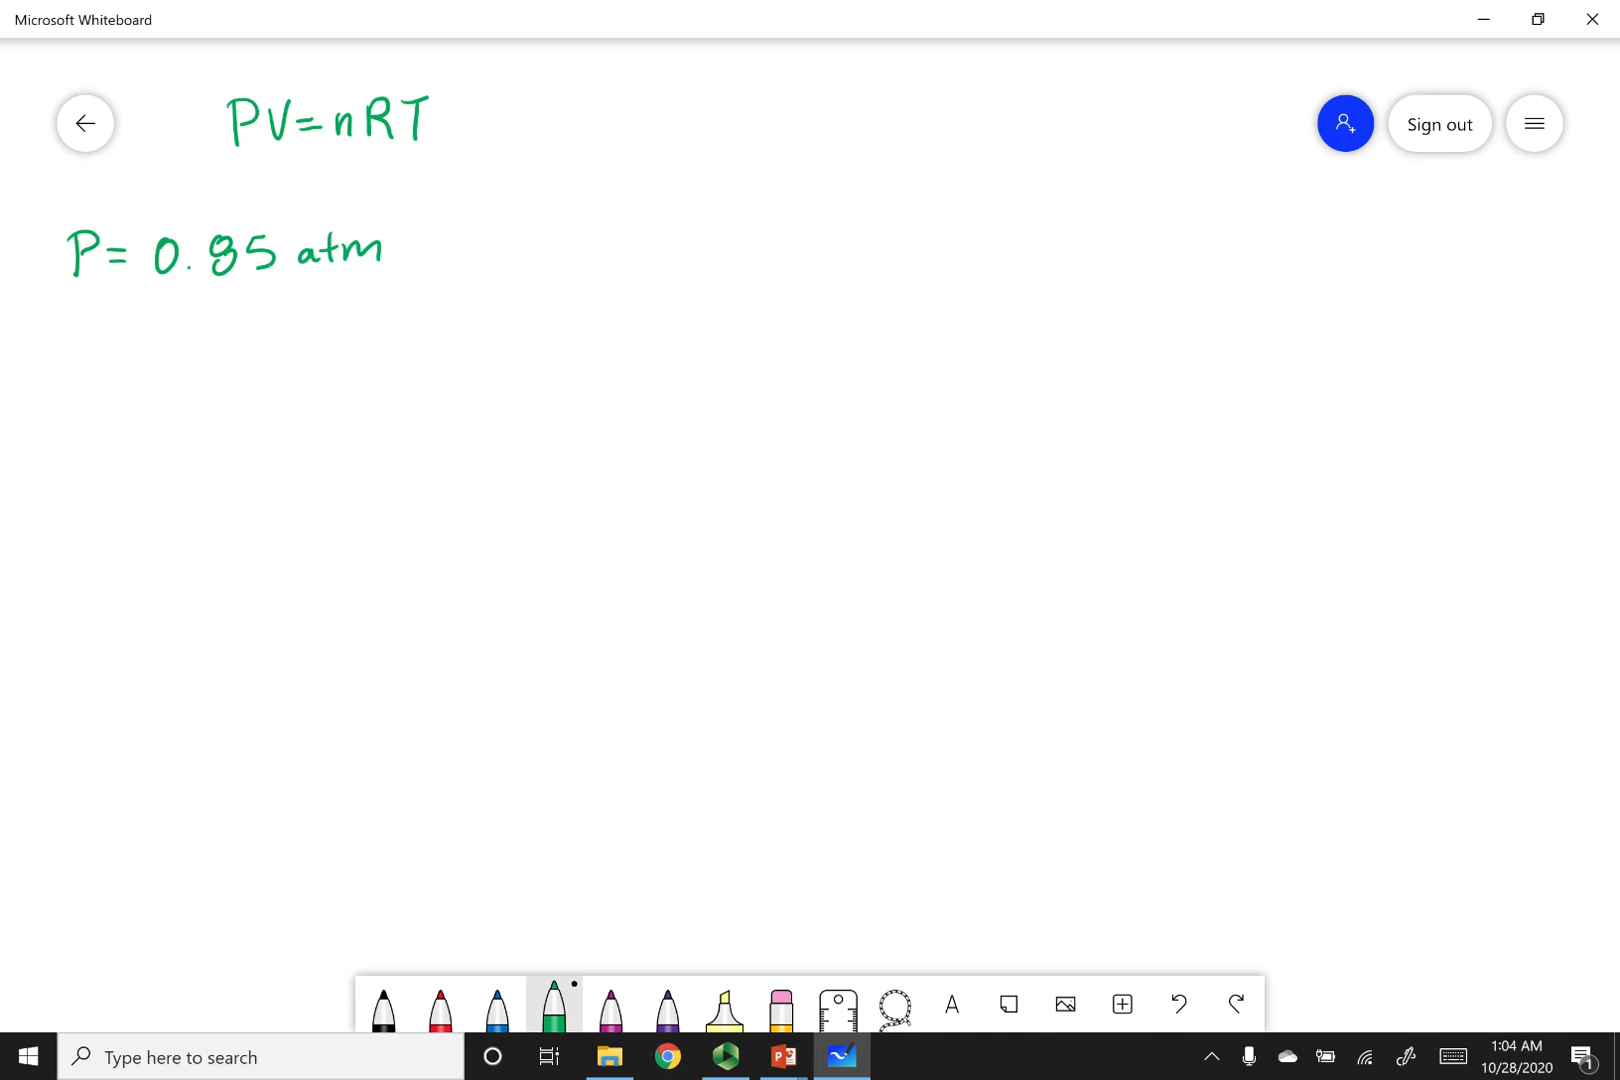 Microsoft Whiteboard
PV=nRT
Sign out
P= 0.85 atm
A
Type here to search
1:04 AM
10/28/2020
1